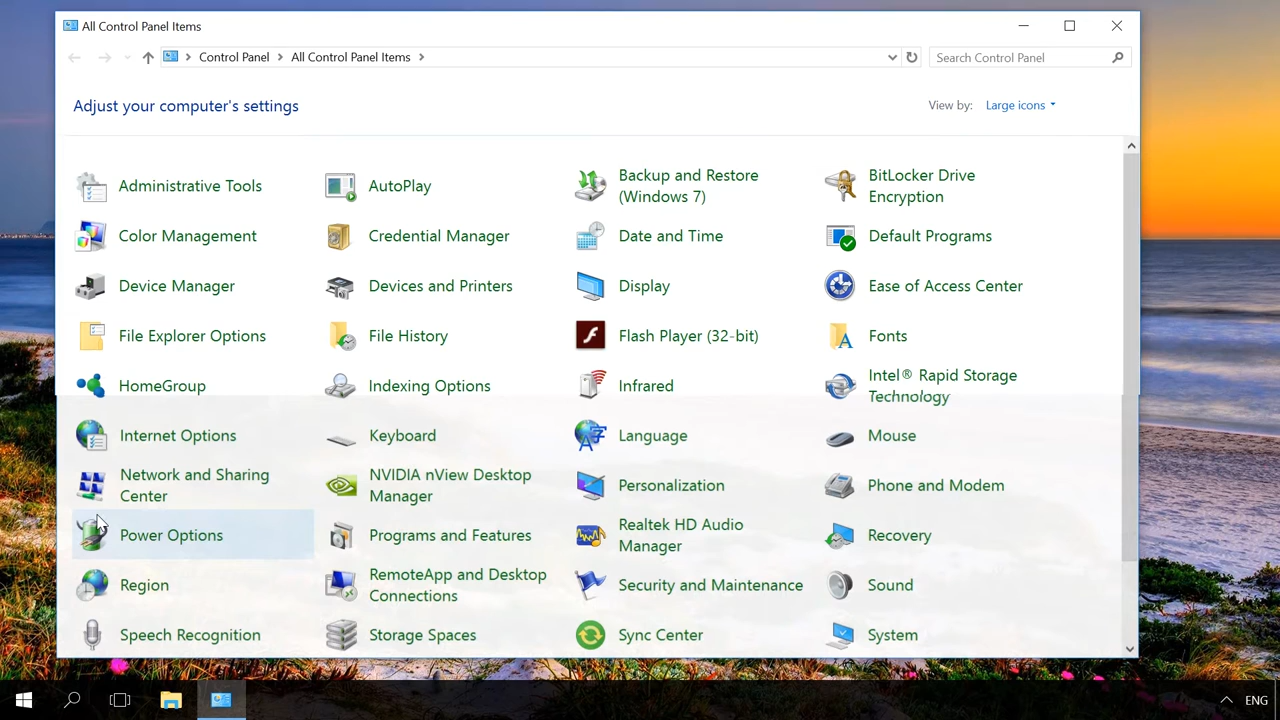 All Control Panel Items
Control Panel
All Control Panel Items
Search Control Panel
Adjust your computer's settings
View by:
Large icons
Administrative Tools
AutoPlay
Backup and Restore
(Windows 7)
BitLocker Drive
Encryption
Color Management
Credential Manager
Date and Time
Default Programs
Device Manager
Devices and Printers
Display
Ease of Access Center
File Explorer Options
File History
Flash Player (32-bit)
Fonts
HomeGroup
Indexing Options
Infrared
Intel® Rapid Storage
Technology
Internet Options
Keyboard
Language
Mouse
Network and Sharing
Center
NVIDIA nView Desktop
Manager
Personalization
Phone and Modem
Power Options
Programs and Features
Realtek HD Audio
Manager
Recovery
Region
RemoteApp and Desktop
Connections
Security and Maintenance
Sound
Speech Recognition
Storage Spaces
Sync Center
System
ENG